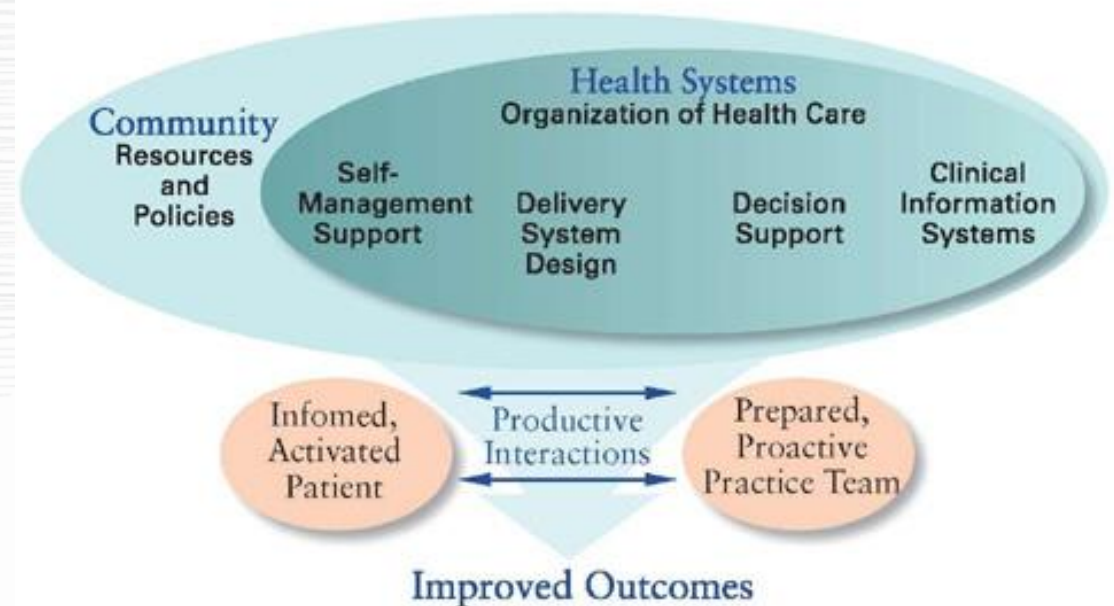 Health Systems
Organization of Health Care
Community
Resources
and
Policies
Self-
Management
Support
Delivery
System
Design
Decision
Support
Clinical
Information
Systems
Infomed,
Activated
Patient
Productive
Interactions
Prepared,
Proactive
Practice Team
Improved Outcomes